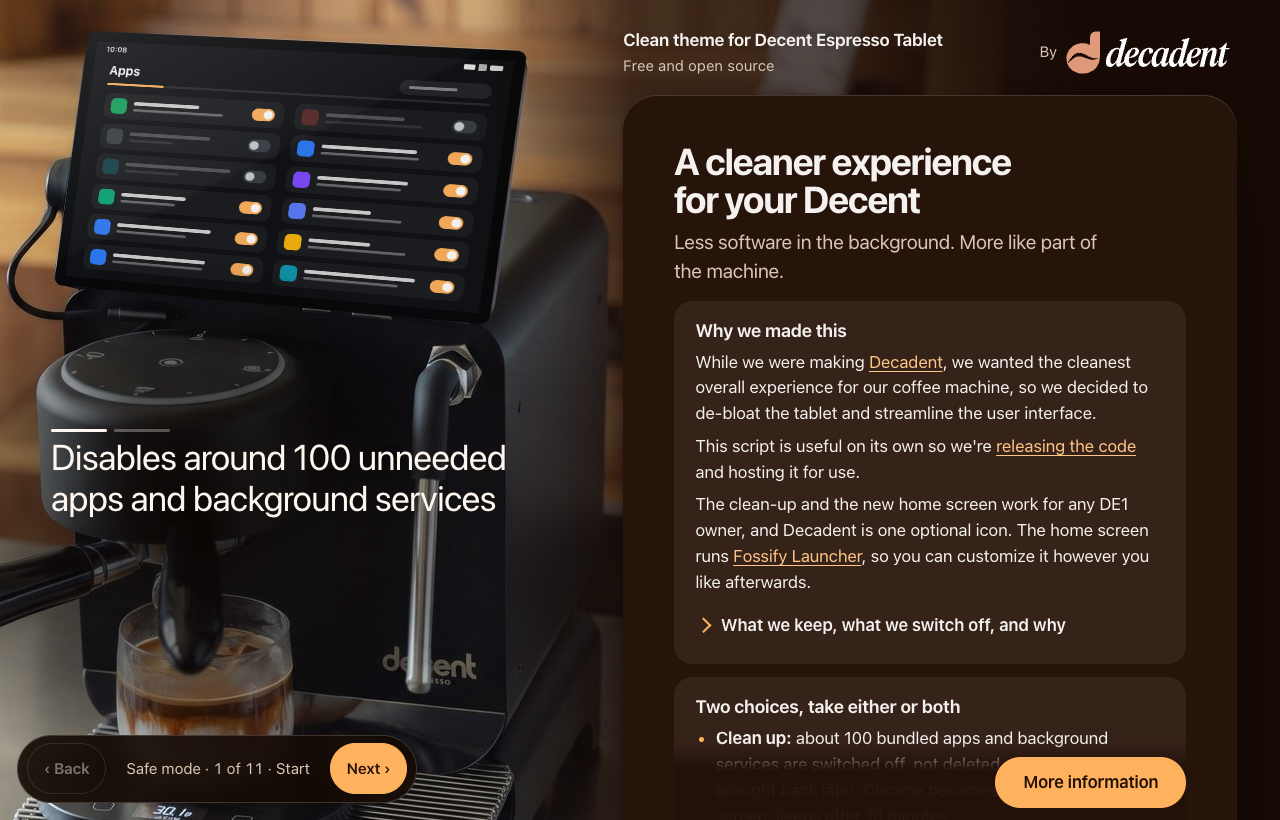 10:08
Apps
Disables around 100 unneeded
apps and background services
decent
30.1
‹ Back
Safe mode · 1 of 11 · Start
Next ›
Clean theme for Decent Espresso Tablet
Free and open source
By decadent
A cleaner experience
for your Decent
Less software in the background. More like part of
the machine.
Why we made this
While we were making Decadent, we wanted the cleanest
overall experience for our coffee machine, so we decided to
de-bloat the tablet and streamline the user interface.
This script is useful on its own so we're releasing the code
and hosting it for use.
The clean-up and the new home screen work for any DE1
owner, and Decadent is one optional icon. The home screen
runs Fossify Launcher, so you can customize it however you
like afterwards.
What we keep, what we switch off, and why
Two choices, take either or both
• Clean up: about 100 bundled apps and background
services are switched off, not deleted
brought back later. Chrome becomes
More information